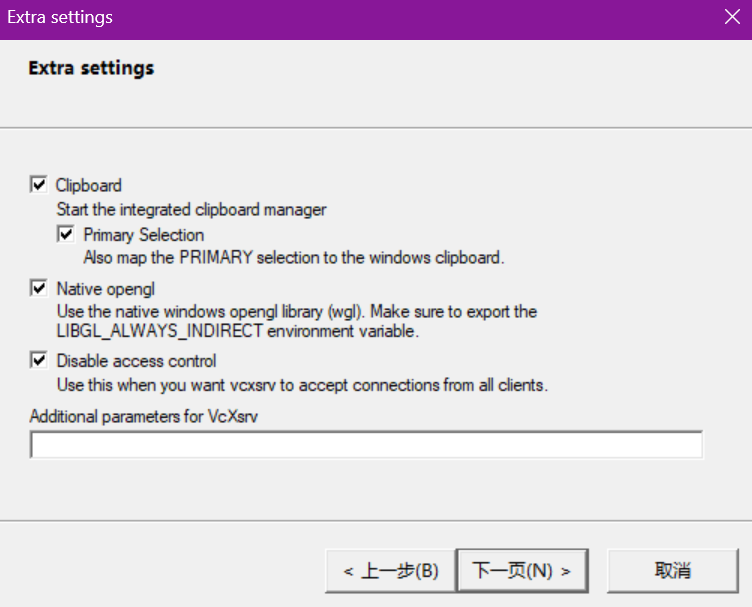 Extra settings
Extra settings
Clipboard
Start the integrated clipboard manager
Primary Selection
Also map the PRIMARY selection to the windows clipboard.
Native opengl
Use the native windows opengl library (wgl). Make sure to export the
LIBGL_ALWAYS_INDIRECT environment variable.
Disable access control
Use this when you want vcxsrv to accept connections from all clients.
Additional parameters for VcXsrv
< 上一步(B)
下一页(N) >
取消